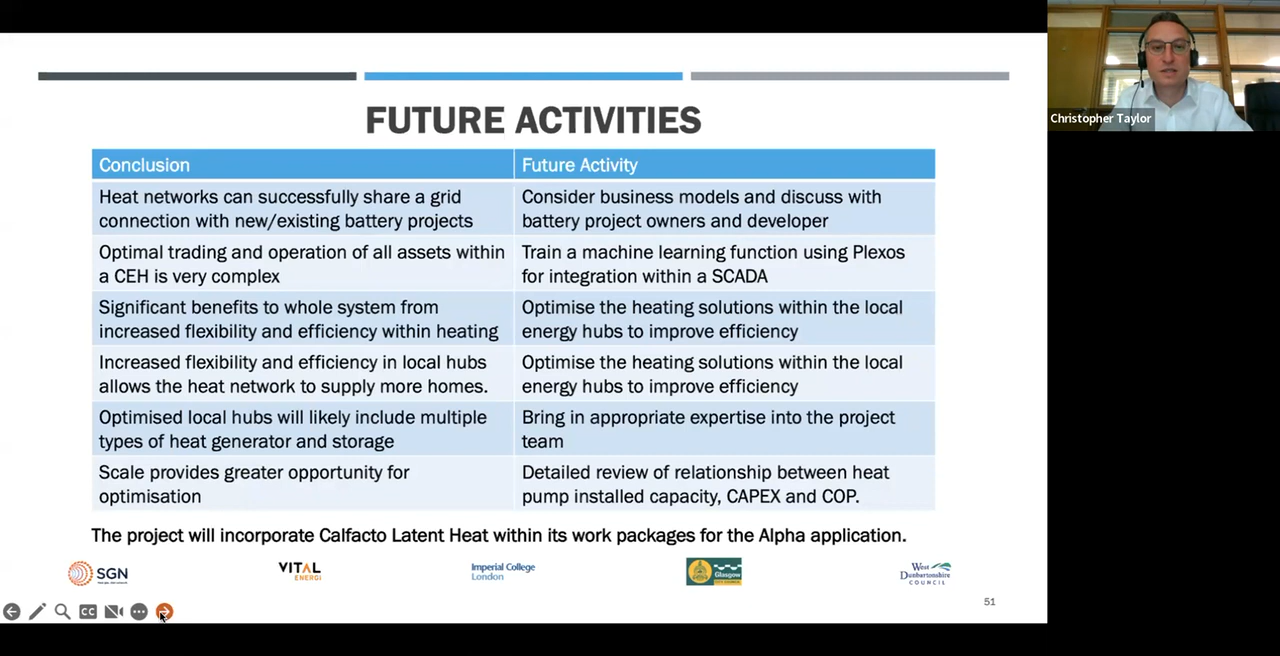 Christopher Taylor
FUTURE ACTIVITIES
Conclusion
Future Activity
Heat networks can successfully share a grid
connection with new/existing battery projects
Consider business models and discuss with
battery project owners and developer
Optimal trading and operation of all assets within
a CEH is very complex
Train a machine learning function using Plexos
for integration within a SCADA
Significant benefits to whole system from
increased flexibility and efficiency within heating
Optimise the heating solutions within the local
energy hubs to improve efficiency
Increased flexibility and efficiency in local hubs
allows the heat network to supply more homes.
Optimise the heating solutions within the local
energy hubs to improve efficiency
Optimised local hubs will likely include multiple
types of heat generator and storage
Bring in appropriate expertise into the project
team
Scale provides greater opportunity for
optimisation
Detailed review of relationship between heat
pump installed capacity, CAPEX and COP.
The project will incorporate Calfacto Latent Heat within its work packages for the Alpha application.
SGN
VITAL
ENERGI
Imperial College
London
Glasgow
West
Dunbartonshire
COUNCIL
51
CC